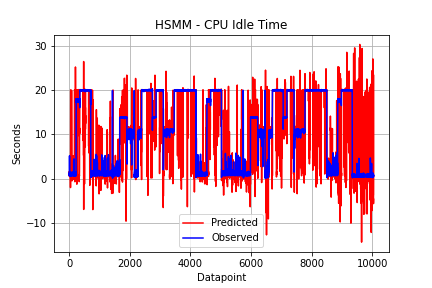 HSMM - CPU Idle Time
30
20
10
0
−10
Seconds
Predicted
Observed
0
2000
4000
6000
8000
10000
Datapoint